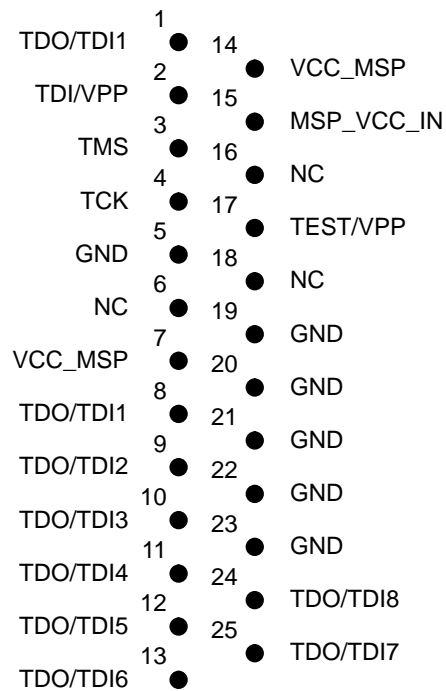 1
TDO/TDI1
14
VCC_MSP
2
TDI/VPP
15
MSP_VCC_IN
3
TMS
16
NC
4
TCK
17
TEST/VPP
5
GND
18
NC
6
NC
19
GND
7
VCC_MSP
20
GND
8
TDO/TDI1
21
GND
9
TDO/TDI2
22
GND
10
TDO/TDI3
23
GND
11
TDO/TDI4
24
TDO/TDI8
12
TDO/TDI5
25
TDO/TDI7
13
TDO/TDI6